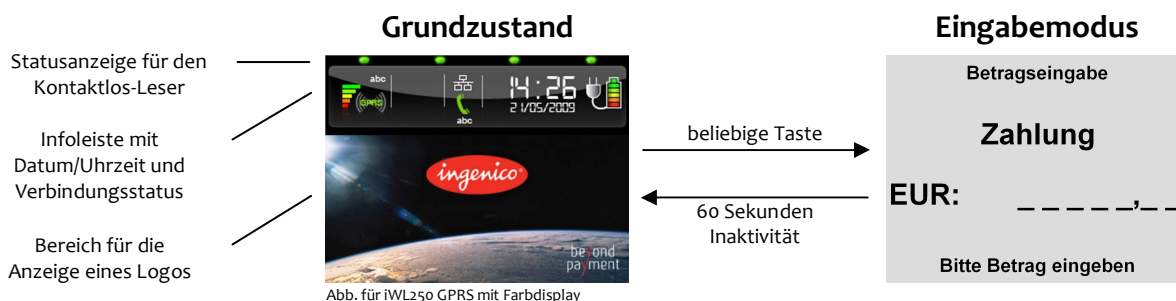 Grundzustand
Eingabemodus
Statusanzeige für den
Kontaktlos-Leser
Infoleiste mit
Datum/Uhrzeit und
Verbindungsstatus
Bereich für die
Anzeige eines Logos
abc
GPRS
abc
14:26
21/05/2009
ingenico
beyond
payment
Abb. für iWL250 GPRS mit Farbdisplay
beliebige Taste
60 Sekunden
Inaktivität
Betragseingabe
Zahlung
EUR: _ _ _ _ _,_ _
Bitte Betrag eingeben